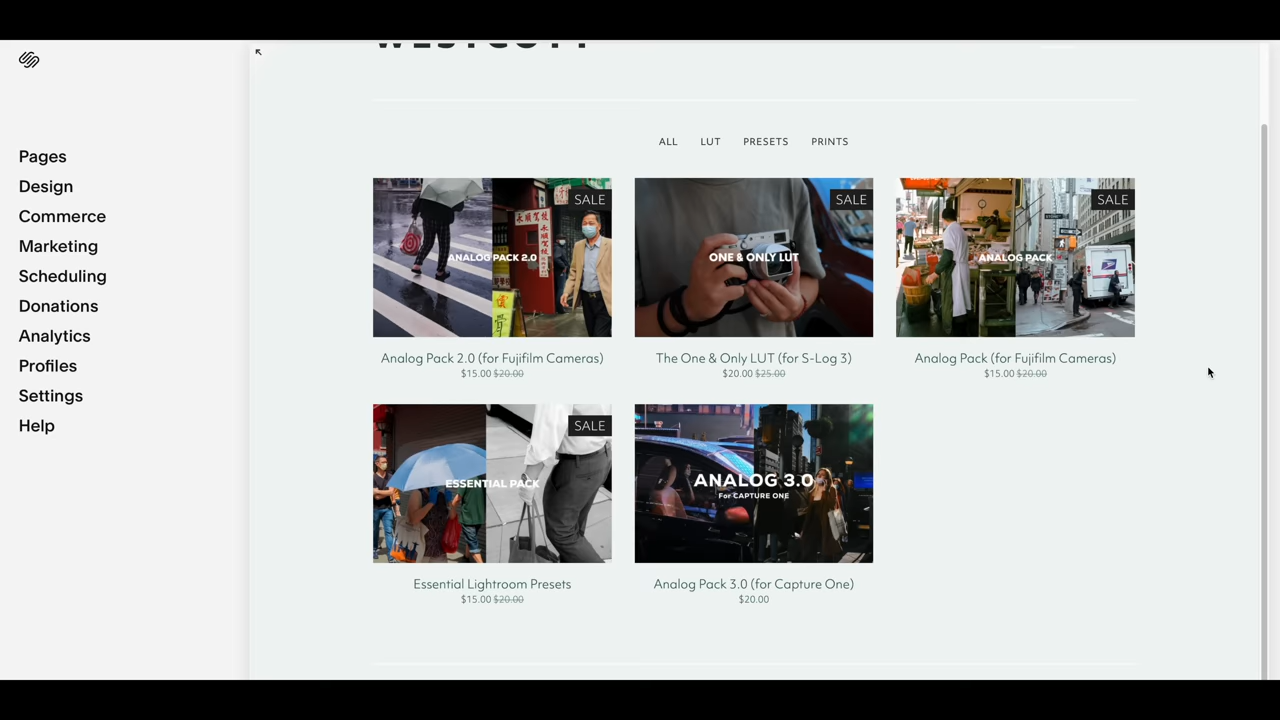 WESTCOTT
Pages
Design
Commerce
Marketing
Scheduling
Donations
Analytics
Profiles
Settings
Help
ALL LUT PRESETS PRINTS
SALE
ANALOG PACK 2.0
Analog Pack 2.0 (for Fujifilm Cameras)
$15.00 $20.00
SALE
ONE & ONLY LUT
The One & Only LUT (for S-Log 3)
$20.00 $25.00
SALE
ANALOG PACK
Analog Pack (for Fujifilm Cameras)
$15.00 $20.00
SALE
ESSENTIAL PACK
Essential Lightroom Presets
$15.00 $20.00
ANALOG 3.0
For CAPTURE ONE
Analog Pack 3.0 (for Capture One)
$20.00